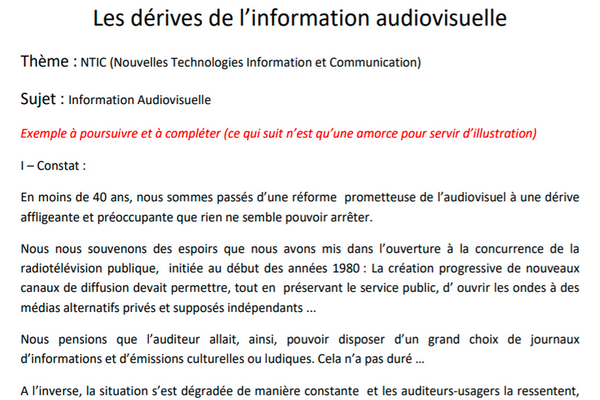 Les dérives de l’information audiovisuelle
Thème : NTIC (Nouvelles Technologies Information et Communication)
Sujet : Information Audiovisuelle
Exemple à poursuivre et à compléter (ce qui suit n’est qu’une amorce pour servir d’illustration)
I – Constat :
En moins de 40 ans, nous sommes passés d’une réforme prometteuse de l’audiovisuel à une dérive
affligeante et préoccupante que rien ne semble pouvoir arrêter.
Nous nous souvenons des espoirs que nous avons mis dans l’ouverture à la concurrence de la
radiotélévision publique, initiée au début des années 1980 : La création progressive de nouveaux
canaux de diffusion devait permettre, tout en préservant le service public, d’ ouvrir les ondes à des
médias alternatifs privés et supposés indépendants ...
Nous pensions que l’auditeur allait, ainsi, pouvoir disposer d’un grand choix de journaux
d’informations et d’émissions culturelles ou ludiques. Cela n’a pas duré …
A l’inverse, la situation s’est dégradée de manière constante et les auditeurs-usagers la ressentent,